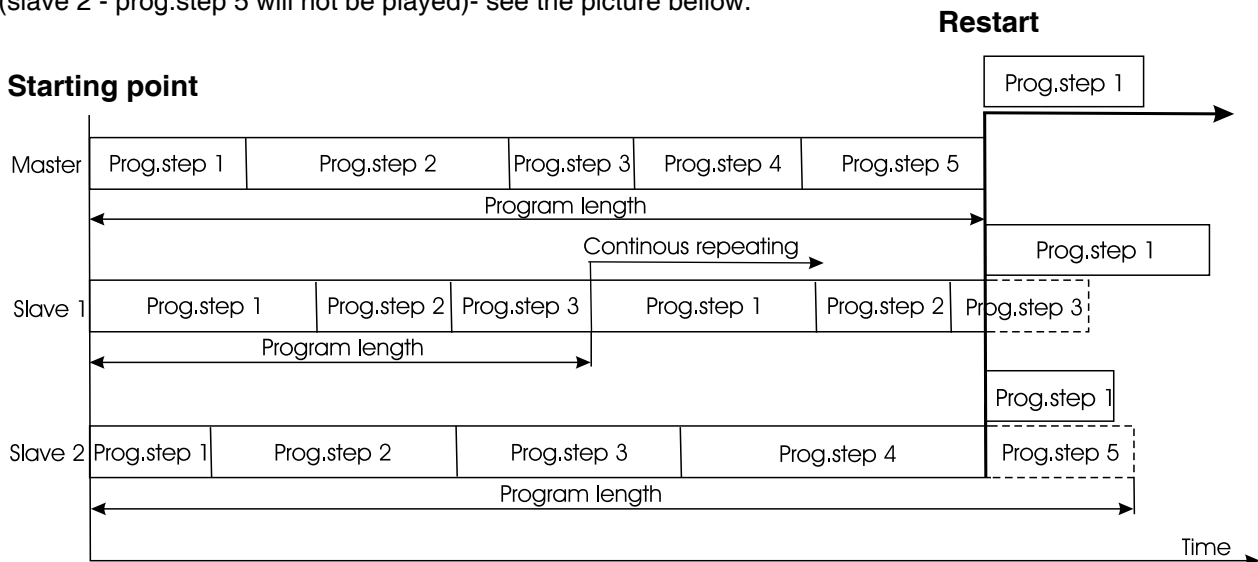 (slave 2 - prog.step 5 will not be played)- see the picture bellow.
Restart
Prog.step 1
Starting point
Master Prog.step 1 Prog.step 2 Prog.step 3 Prog.step 4 Prog.step 5
Program length
Continous repeating
Prog.step 1
Slave 1 Prog.step 1 Prog.step 2 Prog.step 3 Prog.step 1 Prog.step 2 Prog.step 3
Program length
Prog.step 1
Slave 2 Prog.step 1 Prog.step 2 Prog.step 3 Prog.step 4 Prog.step 5
Program length
Time